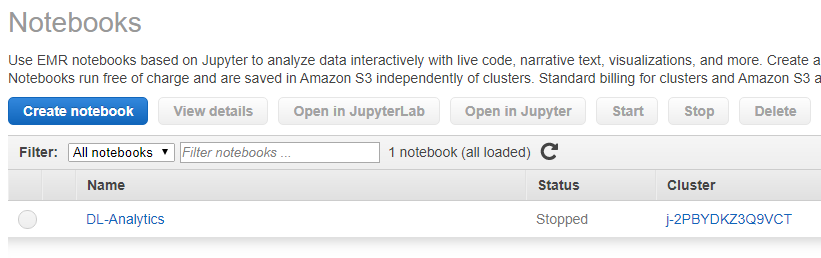 Notebooks
Use EMR notebooks based on Jupyter to analyze data interactively with live code, narrative text, visualizations, and more. Create a
Notebooks run free of charge and are saved in Amazon S3 independently of clusters. Standard billing for clusters and Amazon S3 a
Create notebook View details Open in JupyterLab Open in Jupyter Start Stop Delete
Filter: All notebooks Filter notebooks ... 1 notebook (all loaded)
Name Status Cluster
DL-Analytics Stopped j-2PBYDKZ3Q9VCT